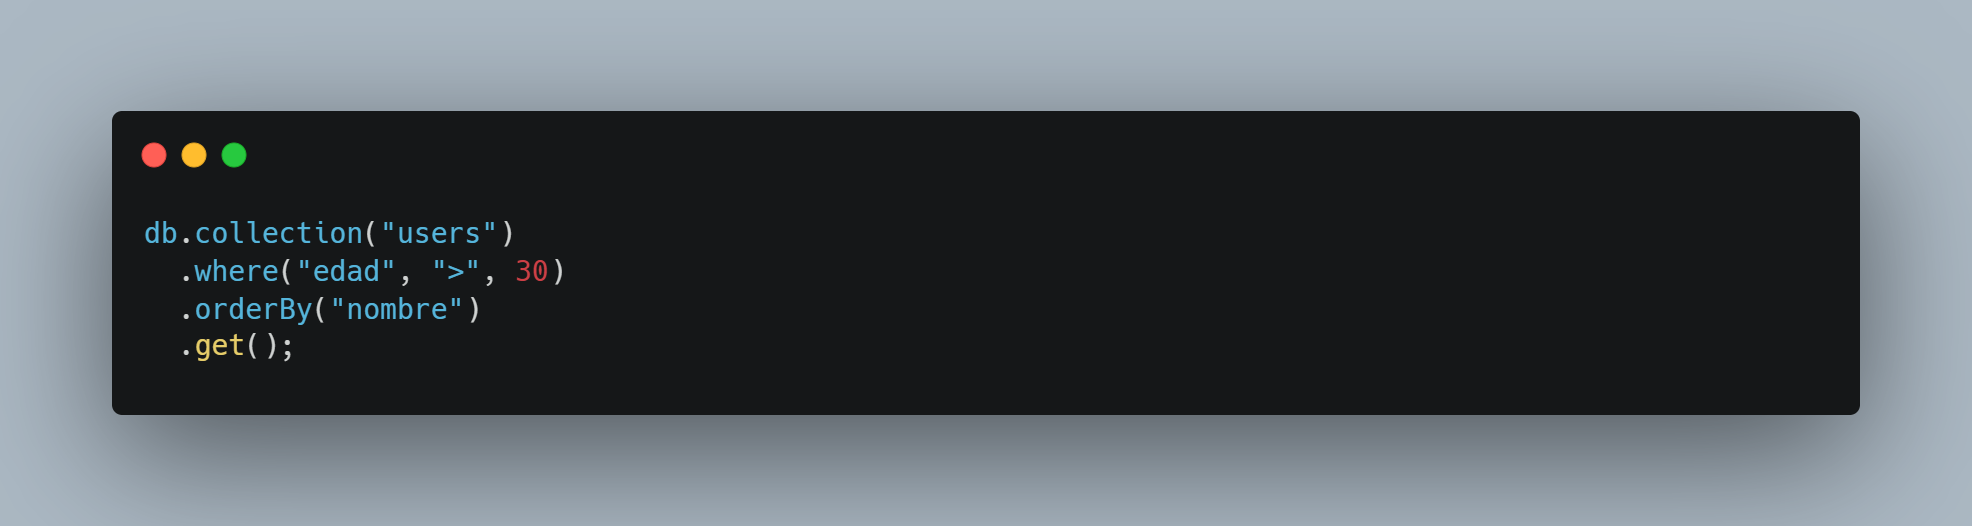 db.collection("users")
  .where("edad", ">", 30)
  .orderBy("nombre")
  .get();